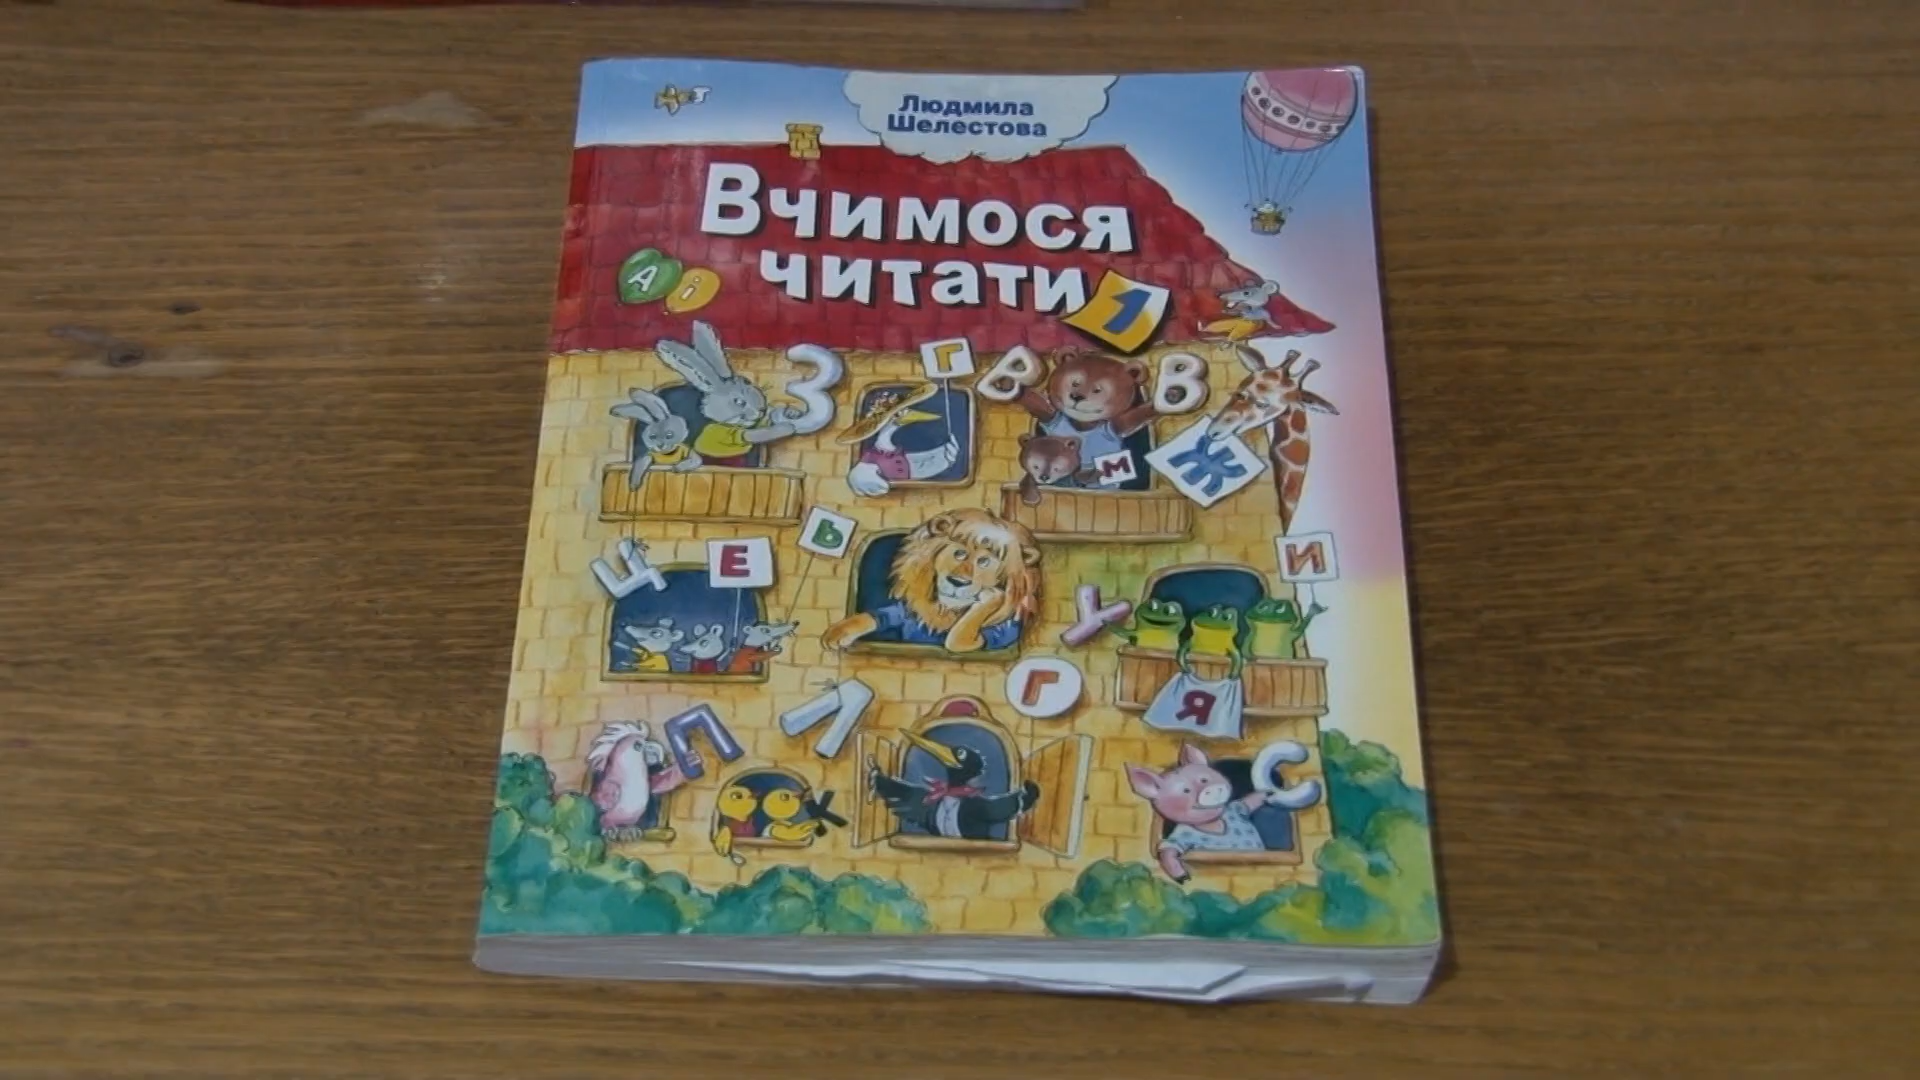 Людмила
Шелестова
Вчимося
читати
1
А і
З
Г
В
В
м
Ж
Ц
Е
Ь
У
И
Я
П
Л
Г
К
С